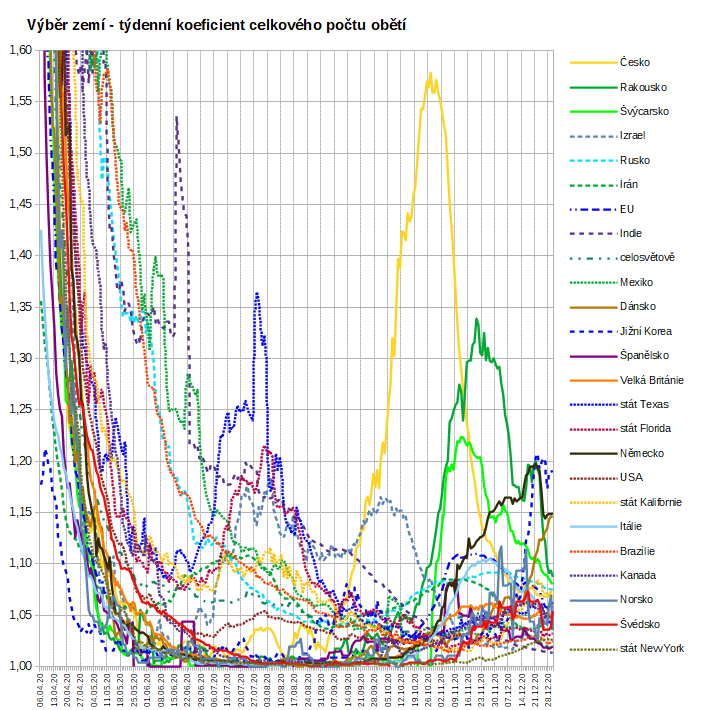 Výběr zemí - týdenní koeficient celkového počtu obětí
1,60
1,55
1,50
1,45
1,40
1,35
1,30
1,25
1,20
1,15
1,10
1,05
1,00
06.04.20
13.04.20
20.04.20
27.04.20
04.05.20
11.05.20
18.05.20
25.05.20
01.06.20
08.06.20
15.06.20
22.06.20
29.06.20
06.07.20
13.07.20
20.07.20
27.07.20
03.08.20
10.08.20
17.08.20
24.08.20
31.08.20
07.09.20
14.09.20
21.09.20
28.09.20
05.10.20
12.10.20
19.10.20
26.10.20
02.11.20
09.11.20
16.11.20
23.11.20
30.11.20
07.12.20
14.12.20
21.12.20
28.12.20
Česko
Rakousko
Švýcarsko
Izrael
Rusko
Írán
EU
Indie
celosvětově
Mexiko
Dánsko
Jižní Korea
Španělsko
Velká Británie
stát Texas
stát Florida
Německo
USA
stát Kalifornie
Itálie
Brazílie
Kanada
Norsko
Švédsko
stát NewYork